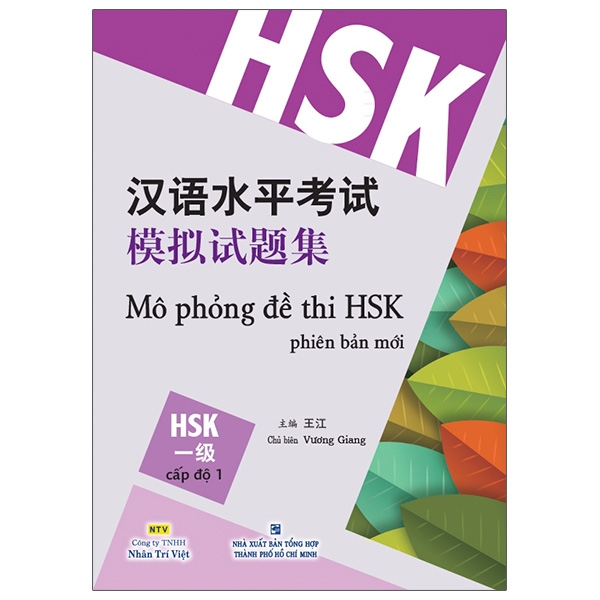 HSK
汉语水平考试
模拟试题集
Mô phỏng đề thi HSK
phiên bản mới
主编 王江
Chủ biên Vương Giang
HSK
一级
cấp độ 1
NTV
Công ty TNHH
Nhân Trí Việt
NHÀ XUẤT BẢN TỔNG HỢP
THÀNH PHỐ HỒ CHÍ MINH